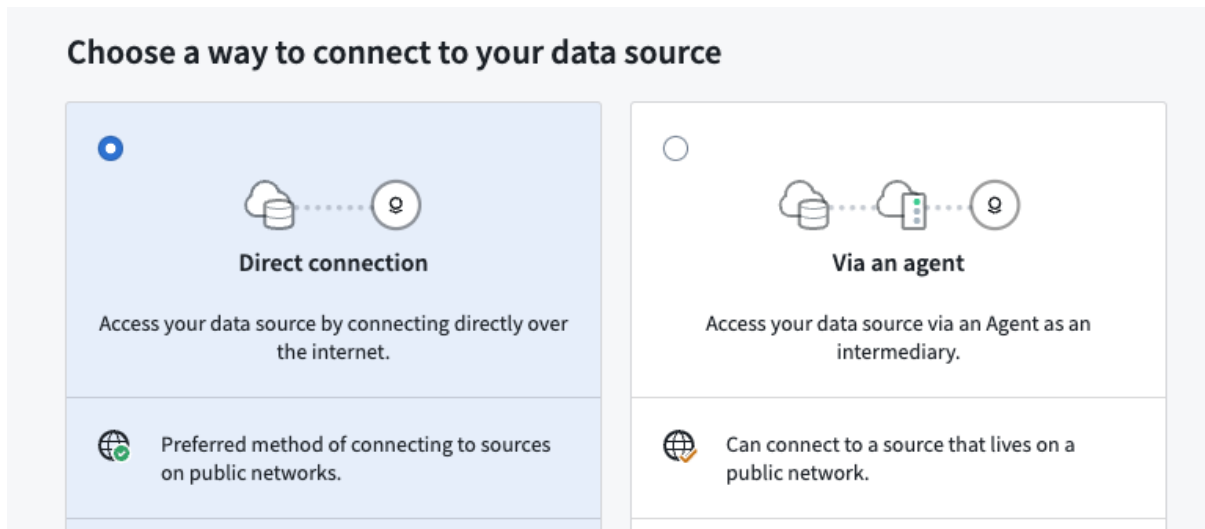 Choose a way to connect to your data source
Direct connection
Access your data source by connecting directly over
the internet.
Preferred method of connecting to sources
on public networks.
Via an agent
Access your data source via an Agent as an
intermediary.
Can connect to a source that lives on a
public network.